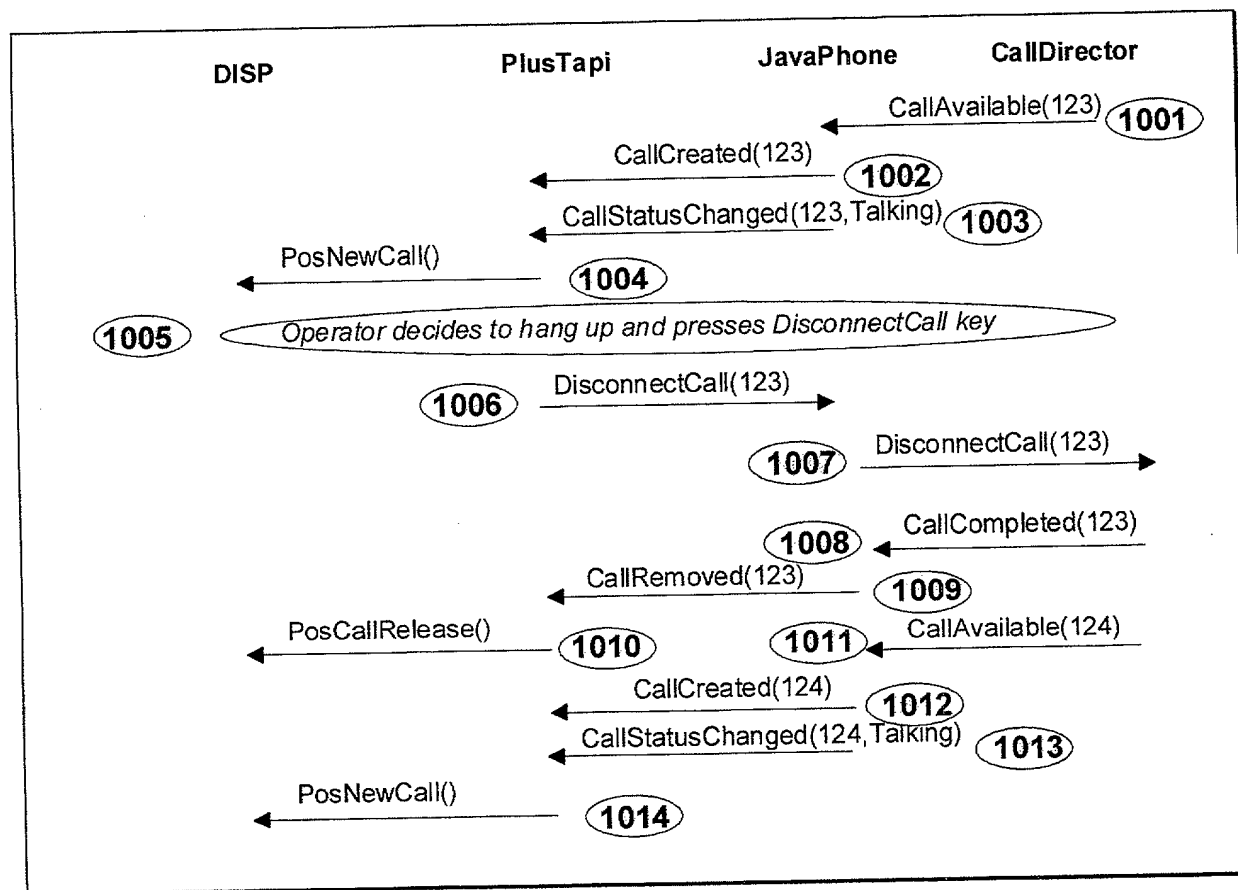 DISP PlusTapi JavaPhone CallDirector
CallAvailable(123) 1001
CallCreated(123) 1002
CallStatusChanged(123,Talking) 1003
PosNewCall() 1004
1005 Operator decides to hang up and presses DisconnectCall key
1006 DisconnectCall(123)
1007 DisconnectCall(123)
1008 CallCompleted(123)
CallRemoved(123) 1009
PosCallRelease() 1010 1011 CallAvailable(124)
CallCreated(124) 1012
CallStatusChanged(124,Talking) 1013
PosNewCall() 1014